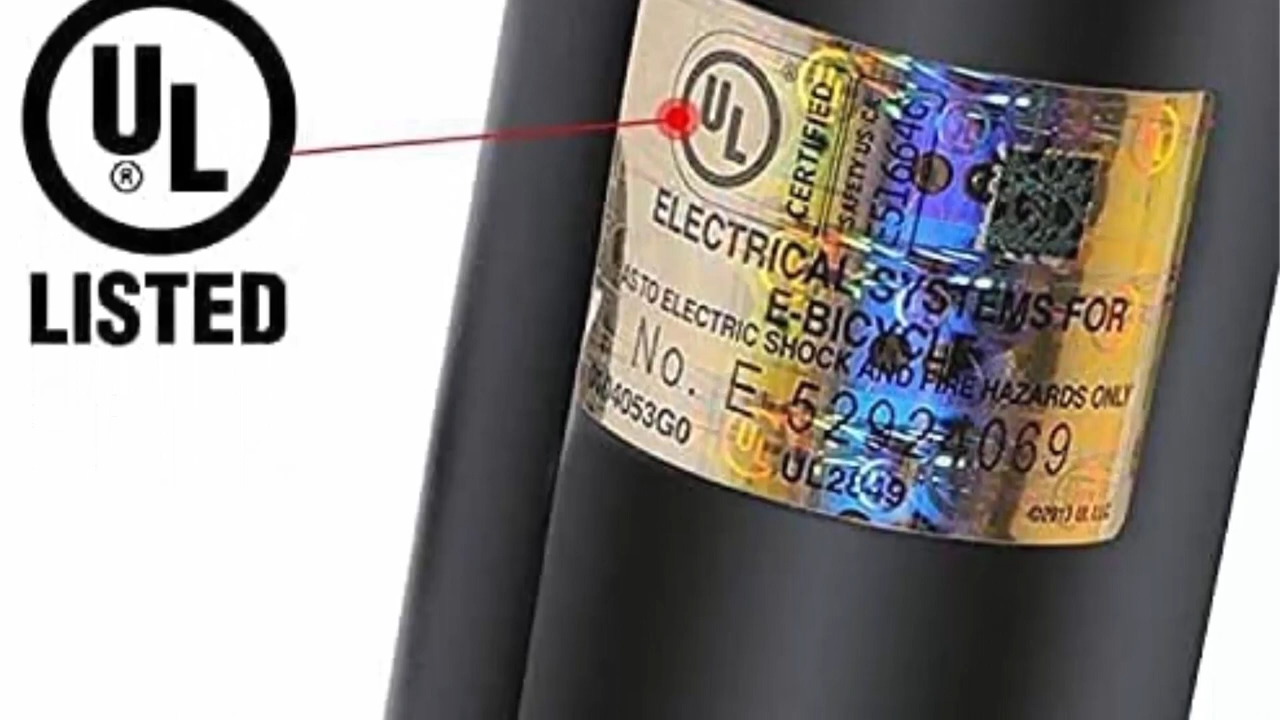 UL
®
LISTED
UL
®
CERTIFIED
SAFETY US CA
E516646
ELECTRICAL SYSTEMS FOR
E-BICYCLE
AS TO ELECTRIC SHOCK AND FIRE HAZARDS ONLY
No. E-52924069
4053G0
UL2849
©2013 UL LLC